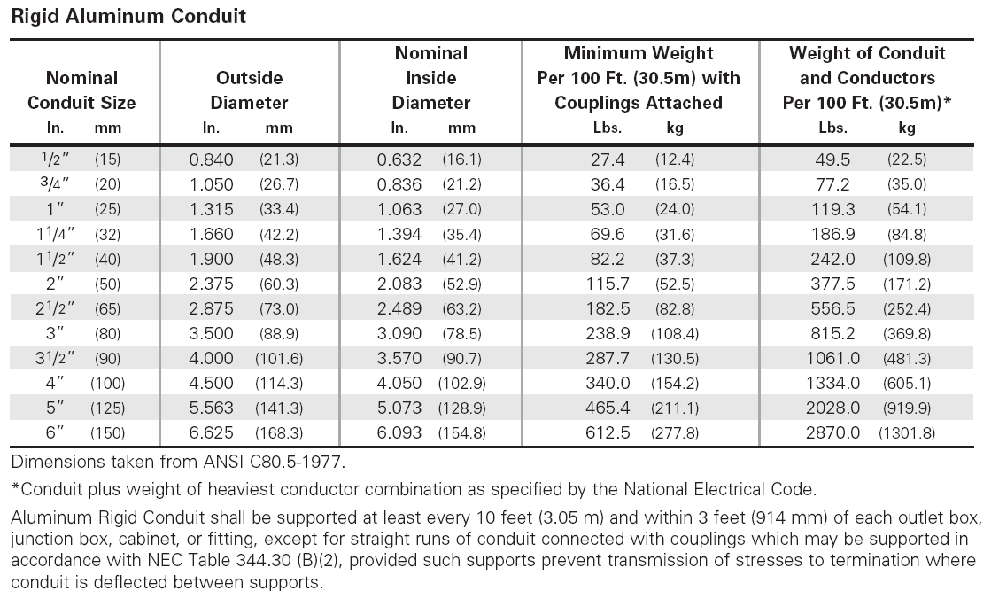 Rigid Aluminum Conduit
Nominal Minimum Weight Weight of Conduit
Nominal Outside Inside Per 100 Ft. (30.5m) with and Conductors
Conduit Size Diameter Diameter Couplings Attached Per 100 Ft. (30.5m)*
In. mm In. mm In. mm Lbs. kg Lbs. kg
1/2″ (15) 0.840 (21.3) 0.632 (16.1) 27.4 (12.4) 49.5 (22.5)
3/4″ (20) 1.050 (26.7) 0.836 (21.2) 36.4 (16.5) 77.2 (35.0)
1″ (25) 1.315 (33.4) 1.063 (27.0) 53.0 (24.0) 119.3 (54.1)
11/4″ (32) 1.660 (42.2) 1.394 (35.4) 69.6 (31.6) 186.9 (84.8)
11/2″ (40) 1.900 (48.3) 1.624 (41.2) 82.2 (37.3) 242.0 (109.8)
2″ (50) 2.375 (60.3) 2.083 (52.9) 115.7 (52.5) 377.5 (171.2)
21/2″ (65) 2.875 (73.0) 2.489 (63.2) 182.5 (82.8) 556.5 (252.4)
3″ (80) 3.500 (88.9) 3.090 (78.5) 238.9 (108.4) 815.2 (369.8)
31/2″ (90) 4.000 (101.6) 3.570 (90.7) 287.7 (130.5) 1061.0 (481.3)
4″ (100) 4.500 (114.3) 4.050 (102.9) 340.0 (154.2) 1334.0 (605.1)
5″ (125) 5.563 (141.3) 5.073 (128.9) 465.4 (211.1) 2028.0 (919.9)
6″ (150) 6.625 (168.3) 6.093 (154.8) 612.5 (277.8) 2870.0 (1301.8)
Dimensions taken from ANSI C80.5-1977.
*Conduit plus weight of heaviest conductor combination as specified by the National Electrical Code.
Aluminum Rigid Conduit shall be supported at least every 10 feet (3.05 m) and within 3 feet (914 mm) of each outlet box,
junction box, cabinet, or fitting, except for straight runs of conduit connected with couplings which may be supported in
accordance with NEC Table 344.30 (B)(2), provided such supports prevent transmission of stresses to termination where
conduit is deflected between supports.